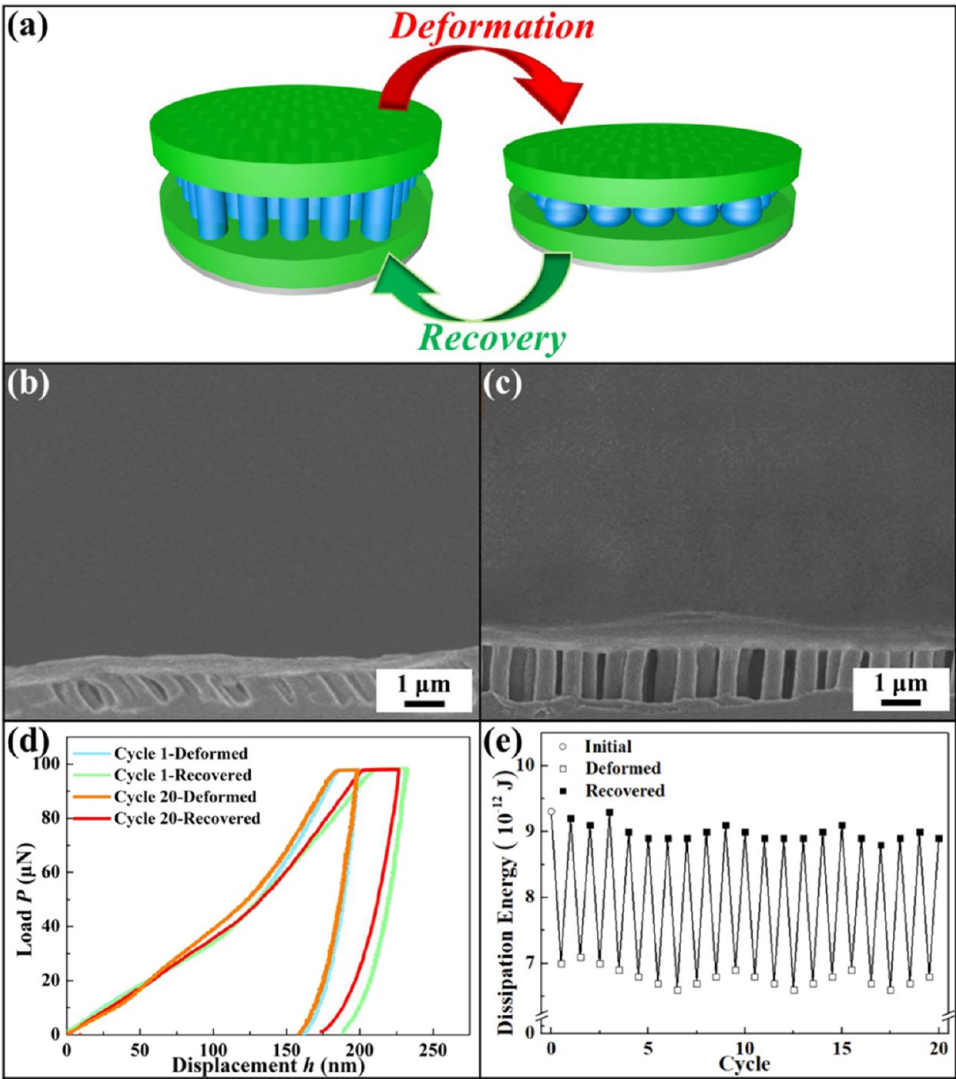 (a)
Deformation
Recovery
(b)
1 μm
(c)
1 μm
(d)
Cycle 1-Deformed
Cycle 1-Recovered
Cycle 20-Deformed
Cycle 20-Recovered
Load P (μN)
100
80
60
40
20
0
0 50 100 150 200 250
Displacement h (nm)
(e)
Initial
Deformed
Recovered
Dissipation Energy ( 10⁻¹² J)
10
9
8
7
0
0 5 10 15 20
Cycle